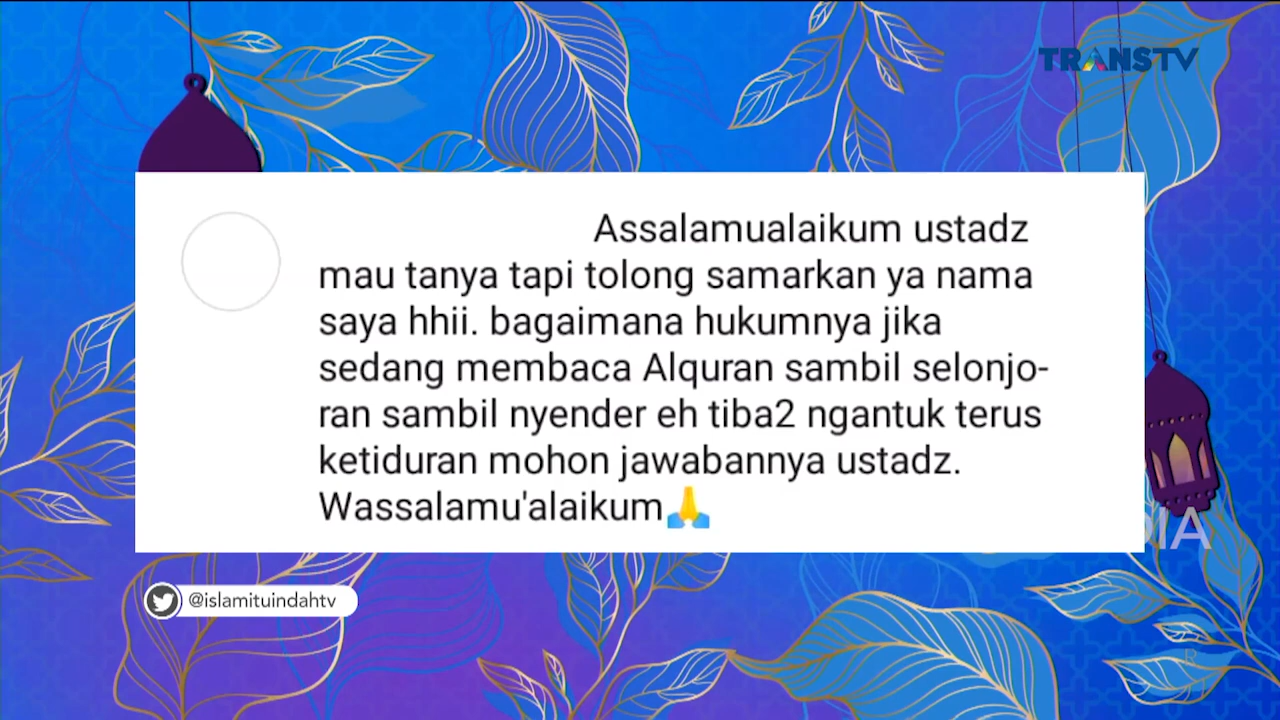 TRANSTV
Assalamualaikum ustadz
mau tanya tapi tolong samarkan ya nama
saya hhii. bagaimana hukumnya jika
sedang membaca Alquran sambil selonjo-
ran sambil nyender eh tiba2 ngantuk terus
ketiduran mohon jawabannya ustadz.
Wassalamu'alaikum🙏
@islamituindahtv